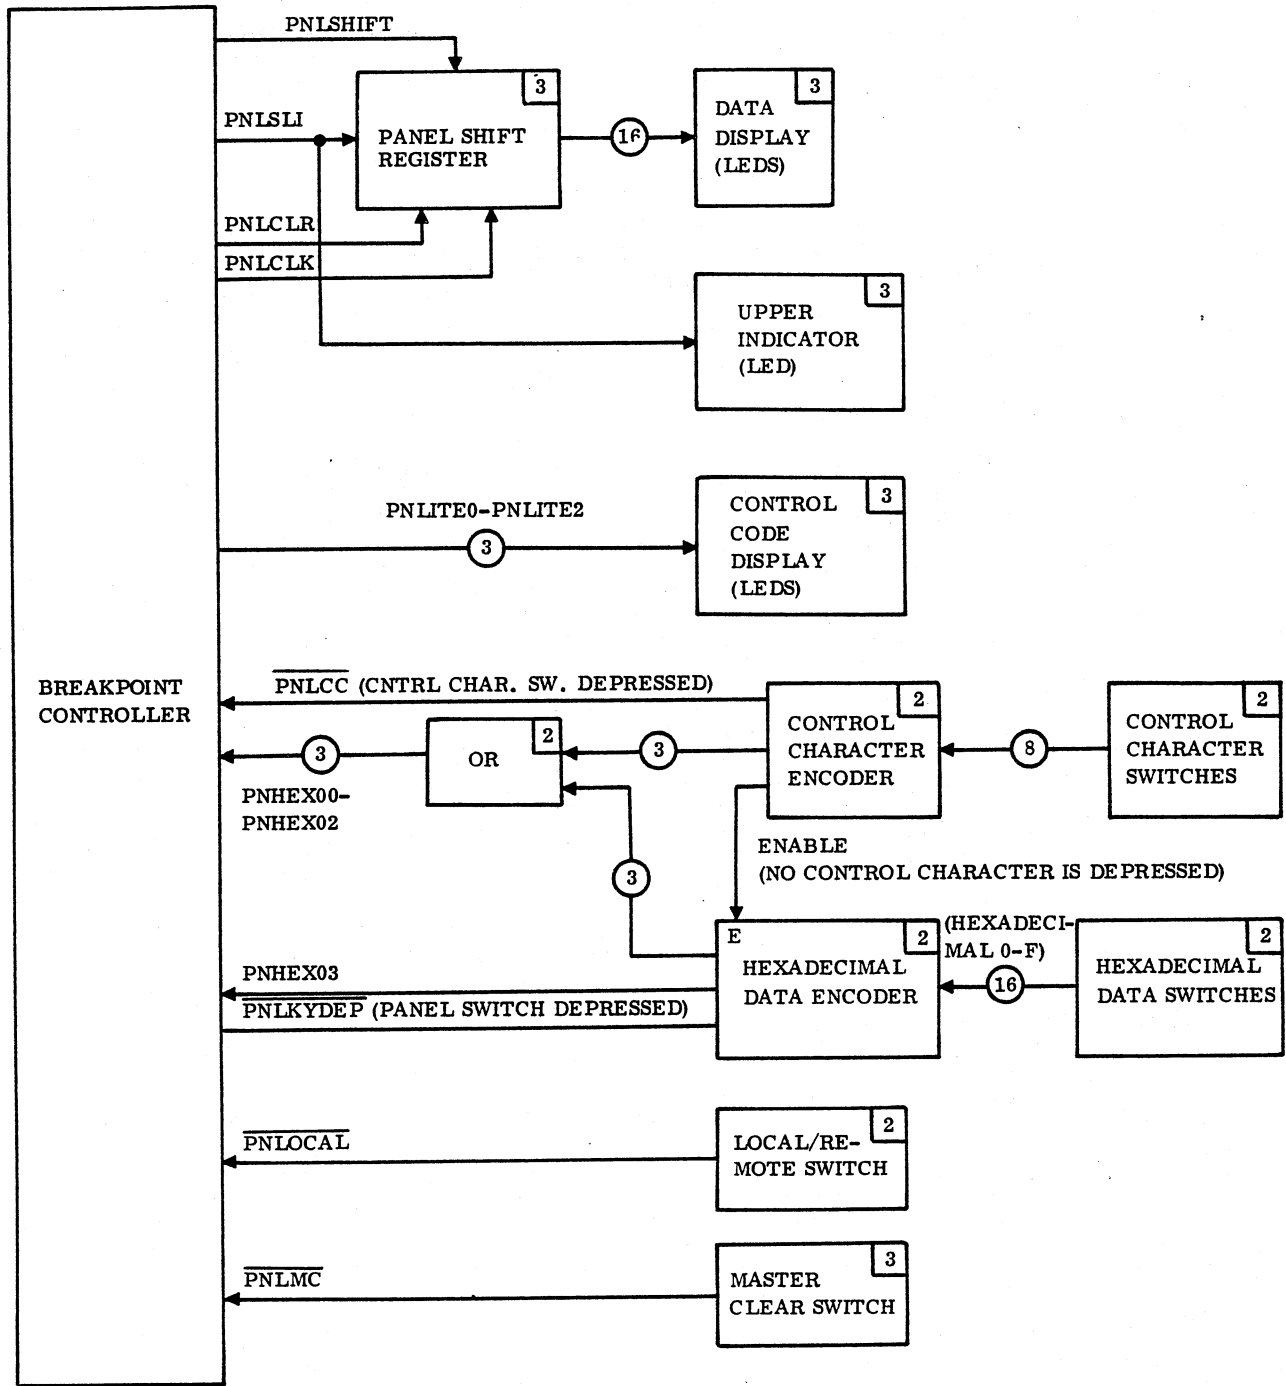 PNLSHIFT
3
PANEL SHIFT
REGISTER
16
3
DATA
DISPLAY
(LEDS)
PNLSLI
PNLCLR
PNLCLK
3
UPPER
INDICATOR
(LED)
PNLITE0-PNLITE2
3
3
CONTROL
CODE
DISPLAY
(LEDS)
BREAKPOINT
CONTROLLER
PNLCC (CNTRL CHAR. SW. DEPRESSED)
2
CONTROL
CHARACTER
ENCODER
8
2
CONTROL
CHARACTER
SWITCHES
3
2
OR
3
PNHEX00-
PNHEX02
3
ENABLE
(NO CONTROL CHARACTER IS DEPRESSED)
E
2
HEXADECIMAL
DATA ENCODER
(HEXADECI-
MAL 0-F)
16
2
HEXADECIMAL
DATA SWITCHES
PNHEX03
PNLKYDEP (PANEL SWITCH DEPRESSED)
PNLOCAL
2
LOCAL/RE-
MOTE SWITCH
PNLMC
3
MASTER
CLEAR SWITCH